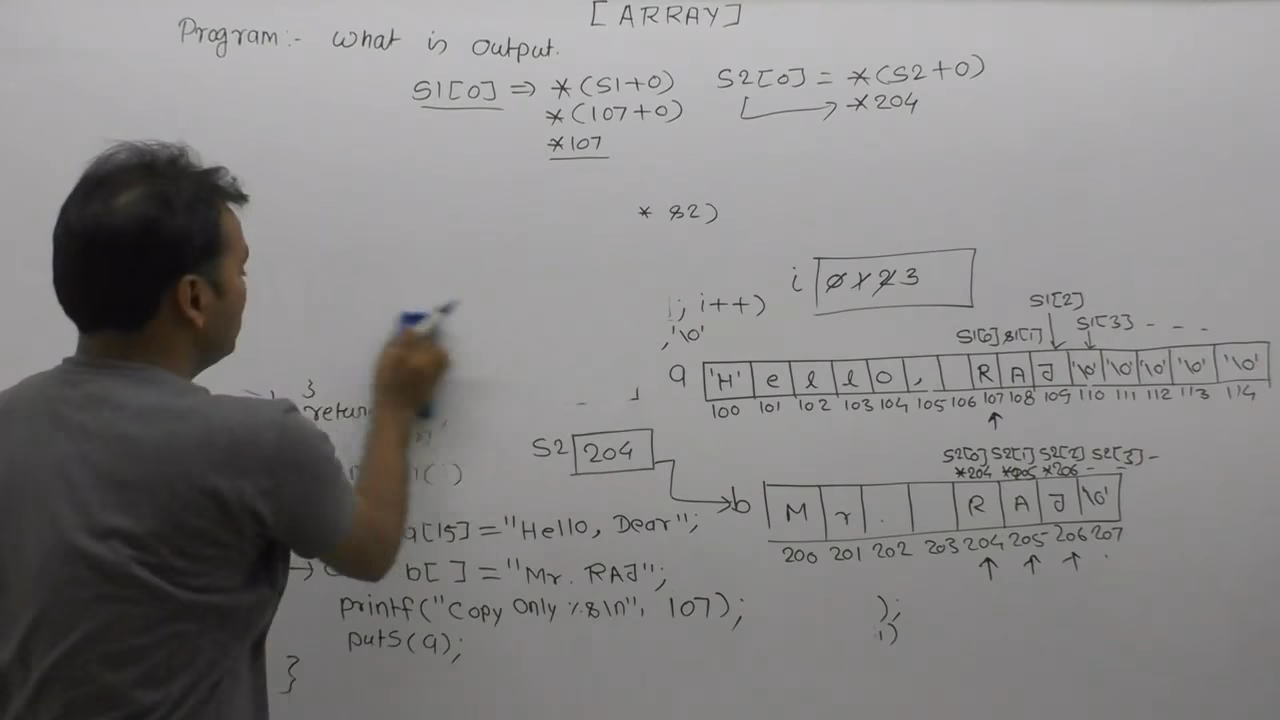 [ARRAY]
Program:- What is output.
S1[0] ⇒ *(S1+0) S2[0] = *(S2+0)
*(107+0) *204
*107
* S2)
i 0 1 2 3
; i++)
,'\0'
S1[2]
S1[3] - - -
S1[0] S1[1]
a 'H' e l l o , R A J '\0' '\0' '\0' '\0' '\0'
100 101 102 103 104 105 106 107 108 109 110 111 112 113 114
}
return
S2 204
S2[0] S2[1] S2[2] S2[3] -
*204 *205 *206 -
b M r . R A J '\0'
200 201 202 203 204 205 206 207
( )
a[15]="Hello, Dear";
b[ ]="Mr. RAJ";
printf("Copy Only %s\n", 107); );
puts(a); i)
}